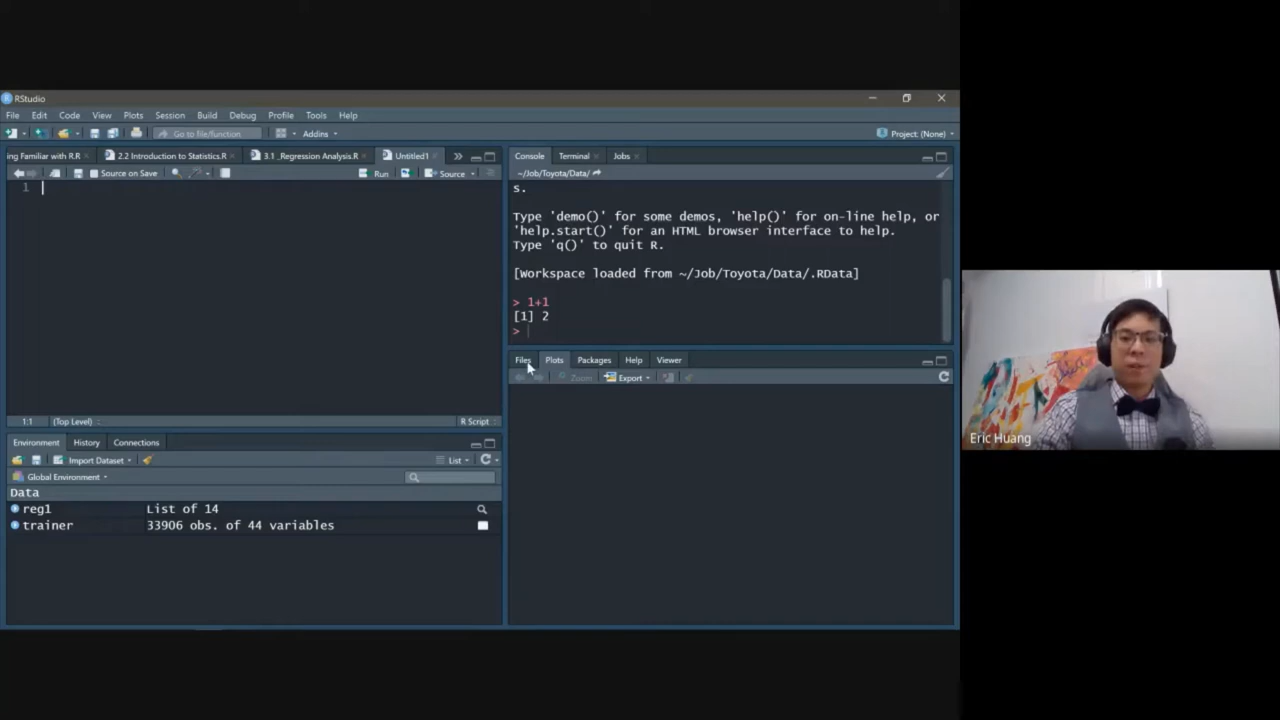 RStudio
File Edit Code View Plots Session Build Debug Profile Tools Help
Go to file/function Addins Project: (None)
ing Familiar with R.R 2.2 Introduction to Statistics.R 3.1 _Regression Analysis.R Untitled1
Source on Save Run Source
1
1:1 (Top Level) R Script
Environment History Connections
Import Dataset List
Global Environment
Data
reg1 List of 14
trainer 33906 obs. of 44 variables
Console Terminal Jobs
~/Job/Toyota/Data/
s.
Type 'demo()' for some demos, 'help()' for on-line help, or
'help.start()' for an HTML browser interface to help.
Type 'q()' to quit R.
[Workspace loaded from ~/Job/Toyota/Data/.RData]
> 1+1
[1] 2
>
Files Plots Packages Help Viewer
Zoom Export
Eric Huang